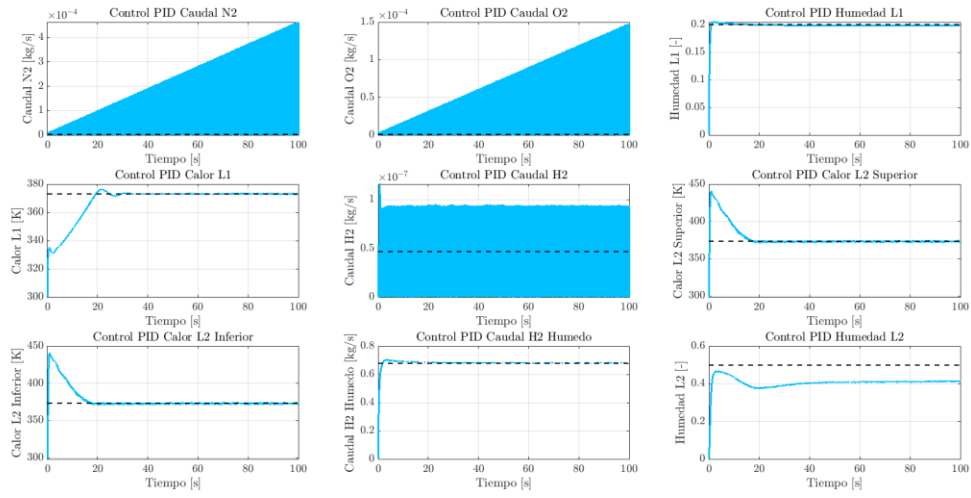 Control PID Caudal N2
×10⁻⁴
Caudal N2 [kg/s]
4
3
2
1
0
0 20 40 60 80 100
Tiempo [s]
Control PID Caudal O2
×10⁻⁴
Caudal O2 [kg/s]
1.5
1
0.5
0
0 20 40 60 80 100
Tiempo [s]
Control PID Humedad L1
Humedad L1 [-]
0.2
0.15
0.1
0.05
0
0 20 40 60 80 100
Tiempo [s]
Control PID Calor L1
Calor L1 [K]
380
360
340
320
300
0 20 40 60 80 100
Tiempo [s]
Control PID Caudal H2
×10⁻⁷
Caudal H2 [kg/s]
1
0.5
0
0 20 40 60 80 100
Tiempo [s]
Control PID Calor L2 Superior
Calor L2 Superior [K]
450
400
350
300
0 20 40 60 80 100
Tiempo [s]
Control PID Calor L2 Inferior
Calor L2 Inferior [K]
450
400
350
300
0 20 40 60 80 100
Tiempo [s]
Control PID Caudal H2 Humedo
Caudal H2 Humedo [kg/s]
0.8
0.6
0.4
0.2
0
0 20 40 60 80 100
Tiempo [s]
Control PID Humedad L2
Humedad L2 [-]
0.6
0.4
0.2
0
0 20 40 60 80 100
Tiempo [s]